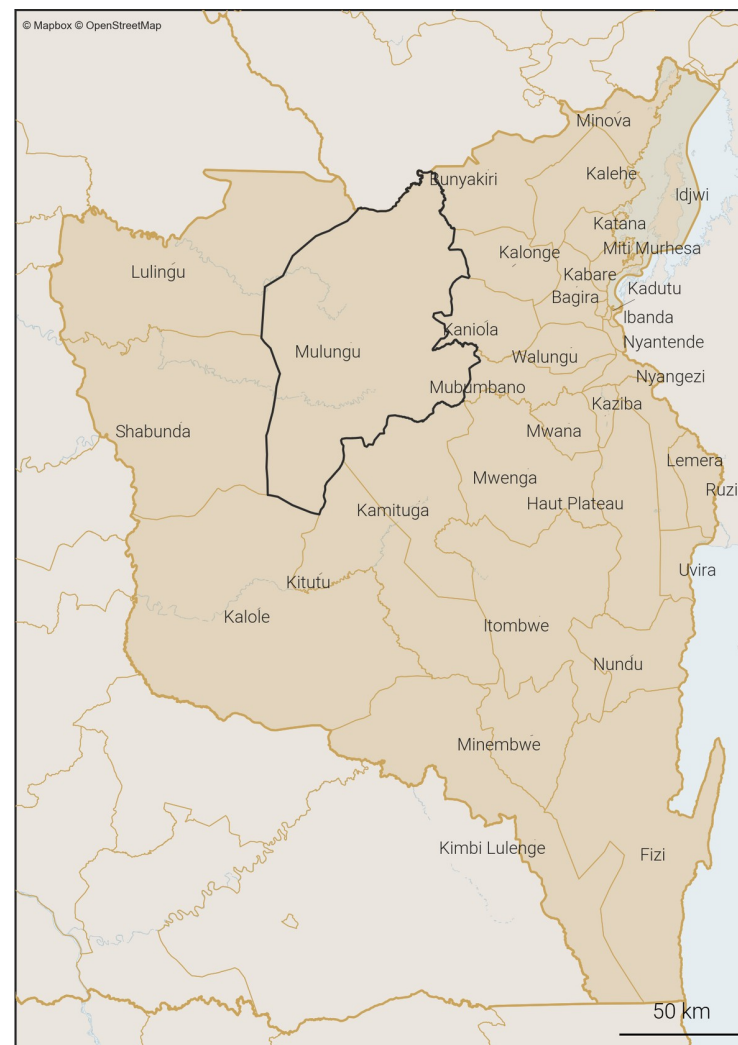 © Mapbox © OpenStreetMap
Minova
Kalehe
Bunyakiri
Idjwi
Katana
Miti Murhesa
Kalonge
Lulingu
Kabare
Kadutu
Bagira
Ibanda
Kaniola
Nyantende
Mulungu
Walungu
Nyangezi
Mubumbano
Kaziba
Shabunda
Mwana
Lemera
Mwenga
Ruzi
Haut Plateau
Kamituga
Uvira
Kitutu
Kalole
Itombwe
Nundu
Minembwe
Kimbi Lulenge
Fizi
50 km